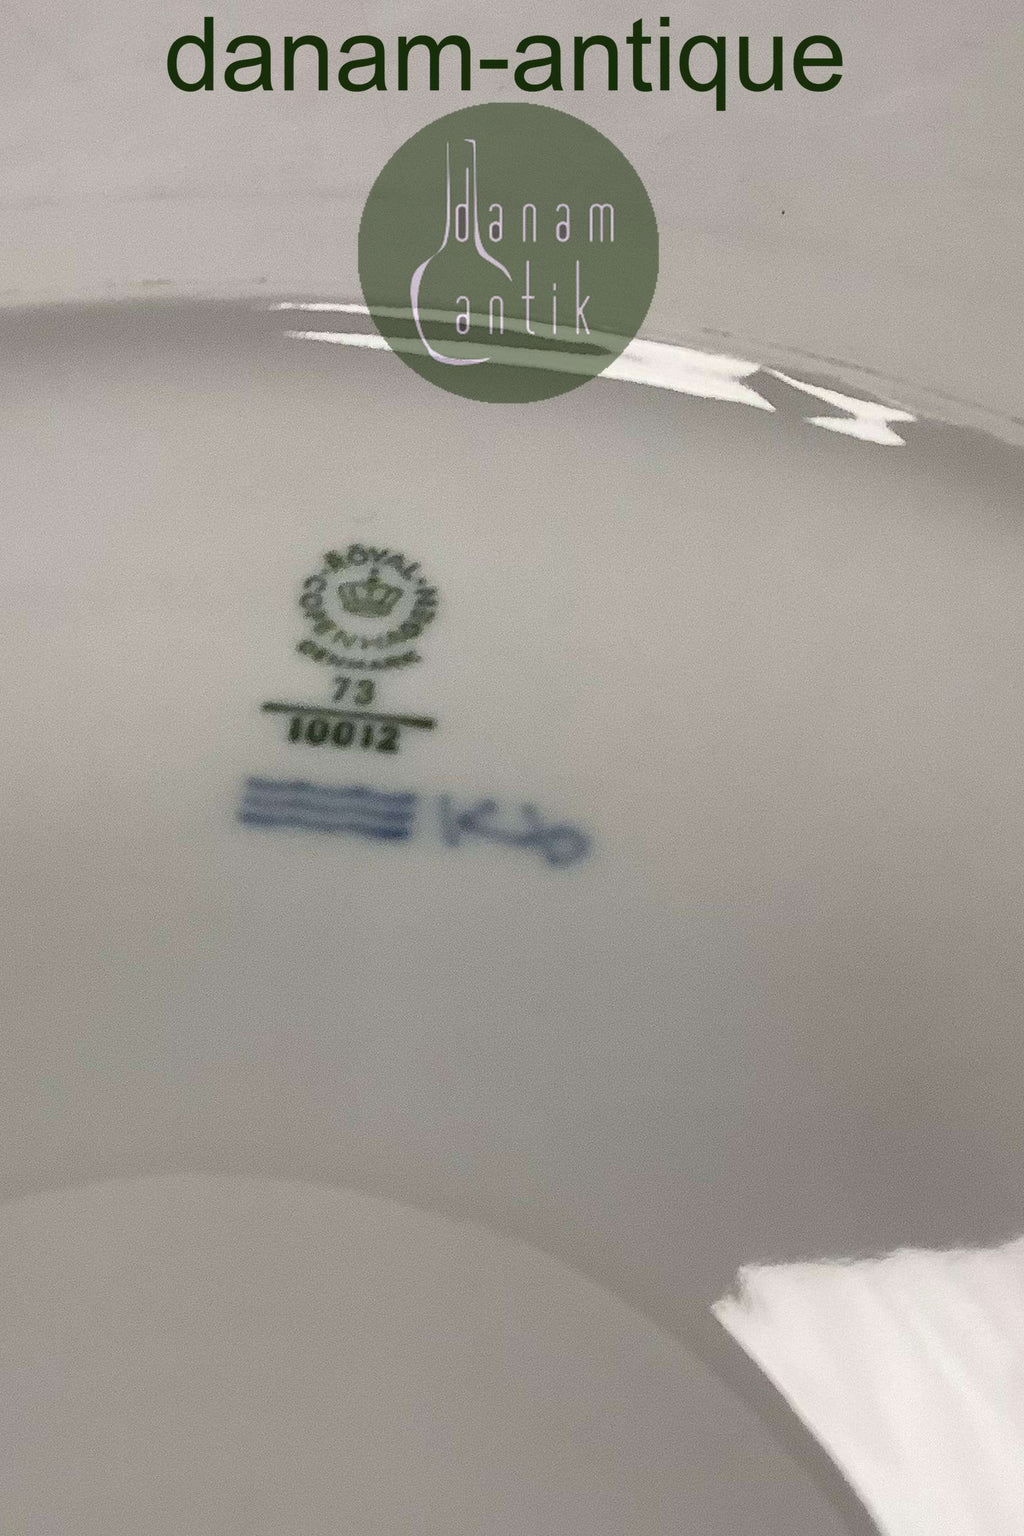 danam-antique
danam
antik
ROYAL COPENHAGEN
DENMARK
73
10012